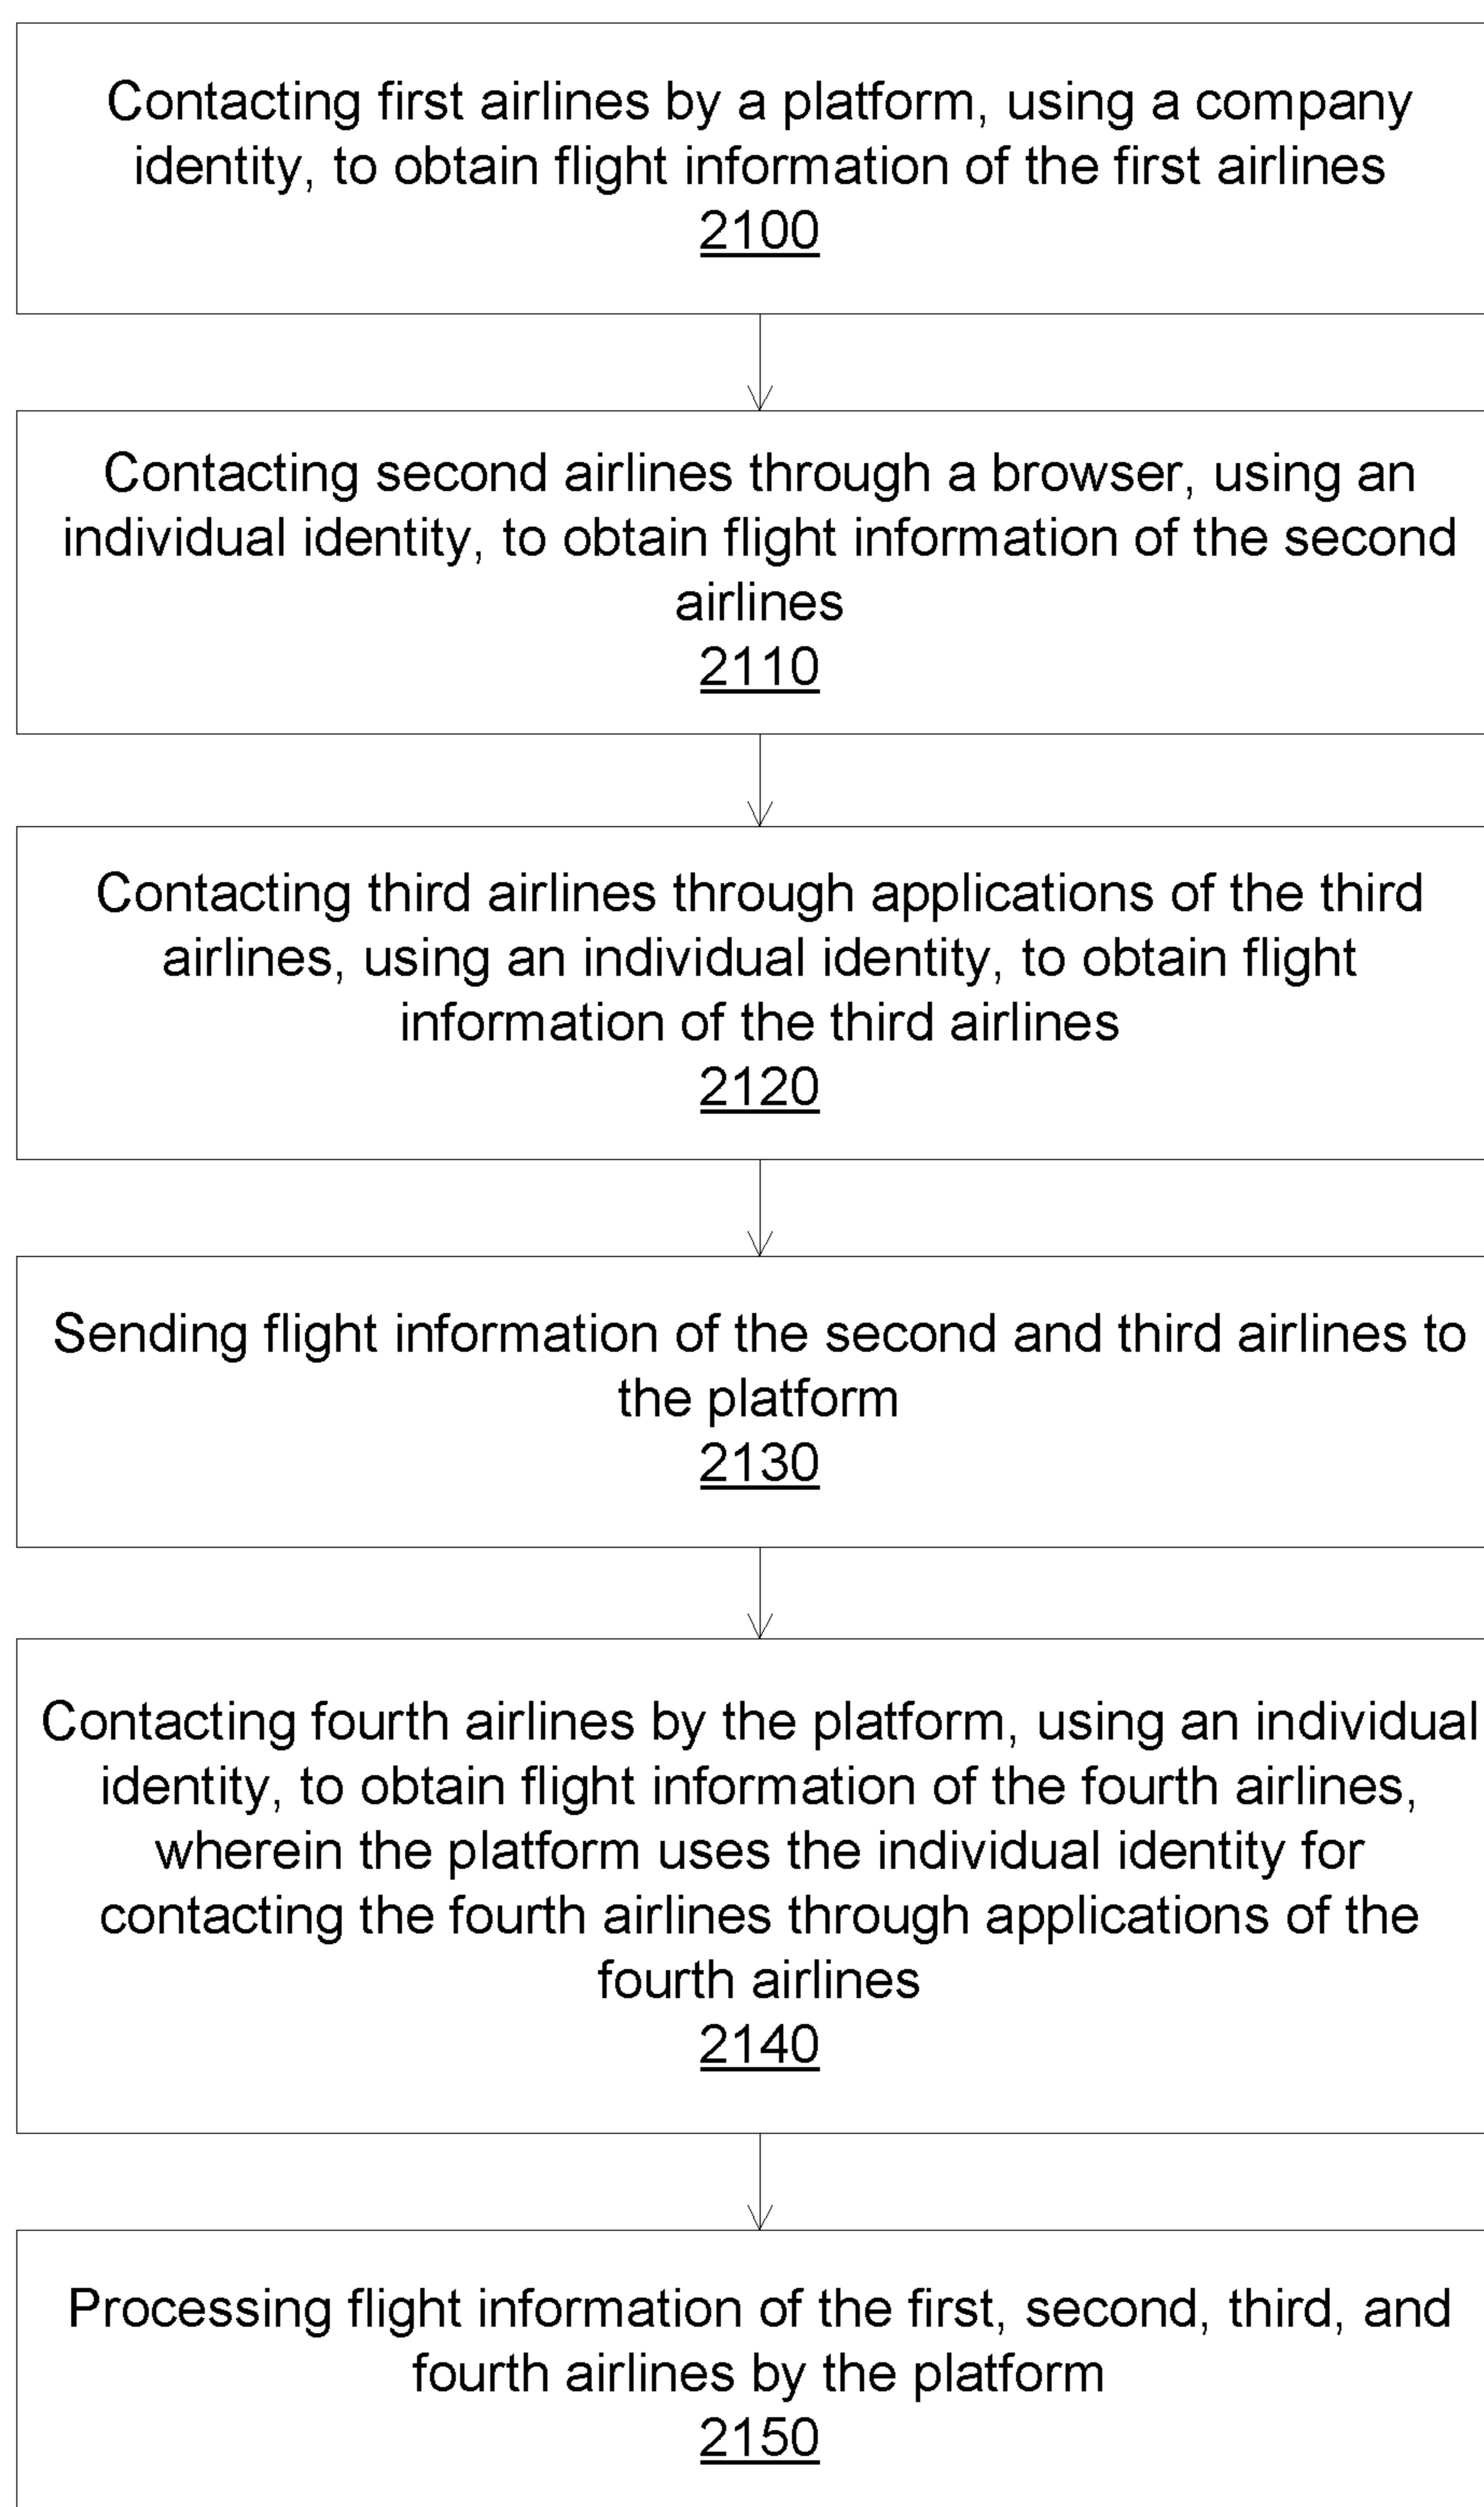 Contacting first airlines by a platform, using a company
identity, to obtain flight information of the first airlines
2100
Contacting second airlines through a browser, using an
individual identity, to obtain flight information of the second
airlines
2110
Contacting third airlines through applications of the third
airlines, using an individual identity, to obtain flight
information of the third airlines
2120
Sending flight information of the second and third airlines to
the platform
2130
Contacting fourth airlines by the platform, using an individual
identity, to obtain flight information of the fourth airlines,
wherein the platform uses the individual identity for
contacting the fourth airlines through applications of the
fourth airlines
2140
Processing flight information of the first, second, third, and
fourth airlines by the platform
2150